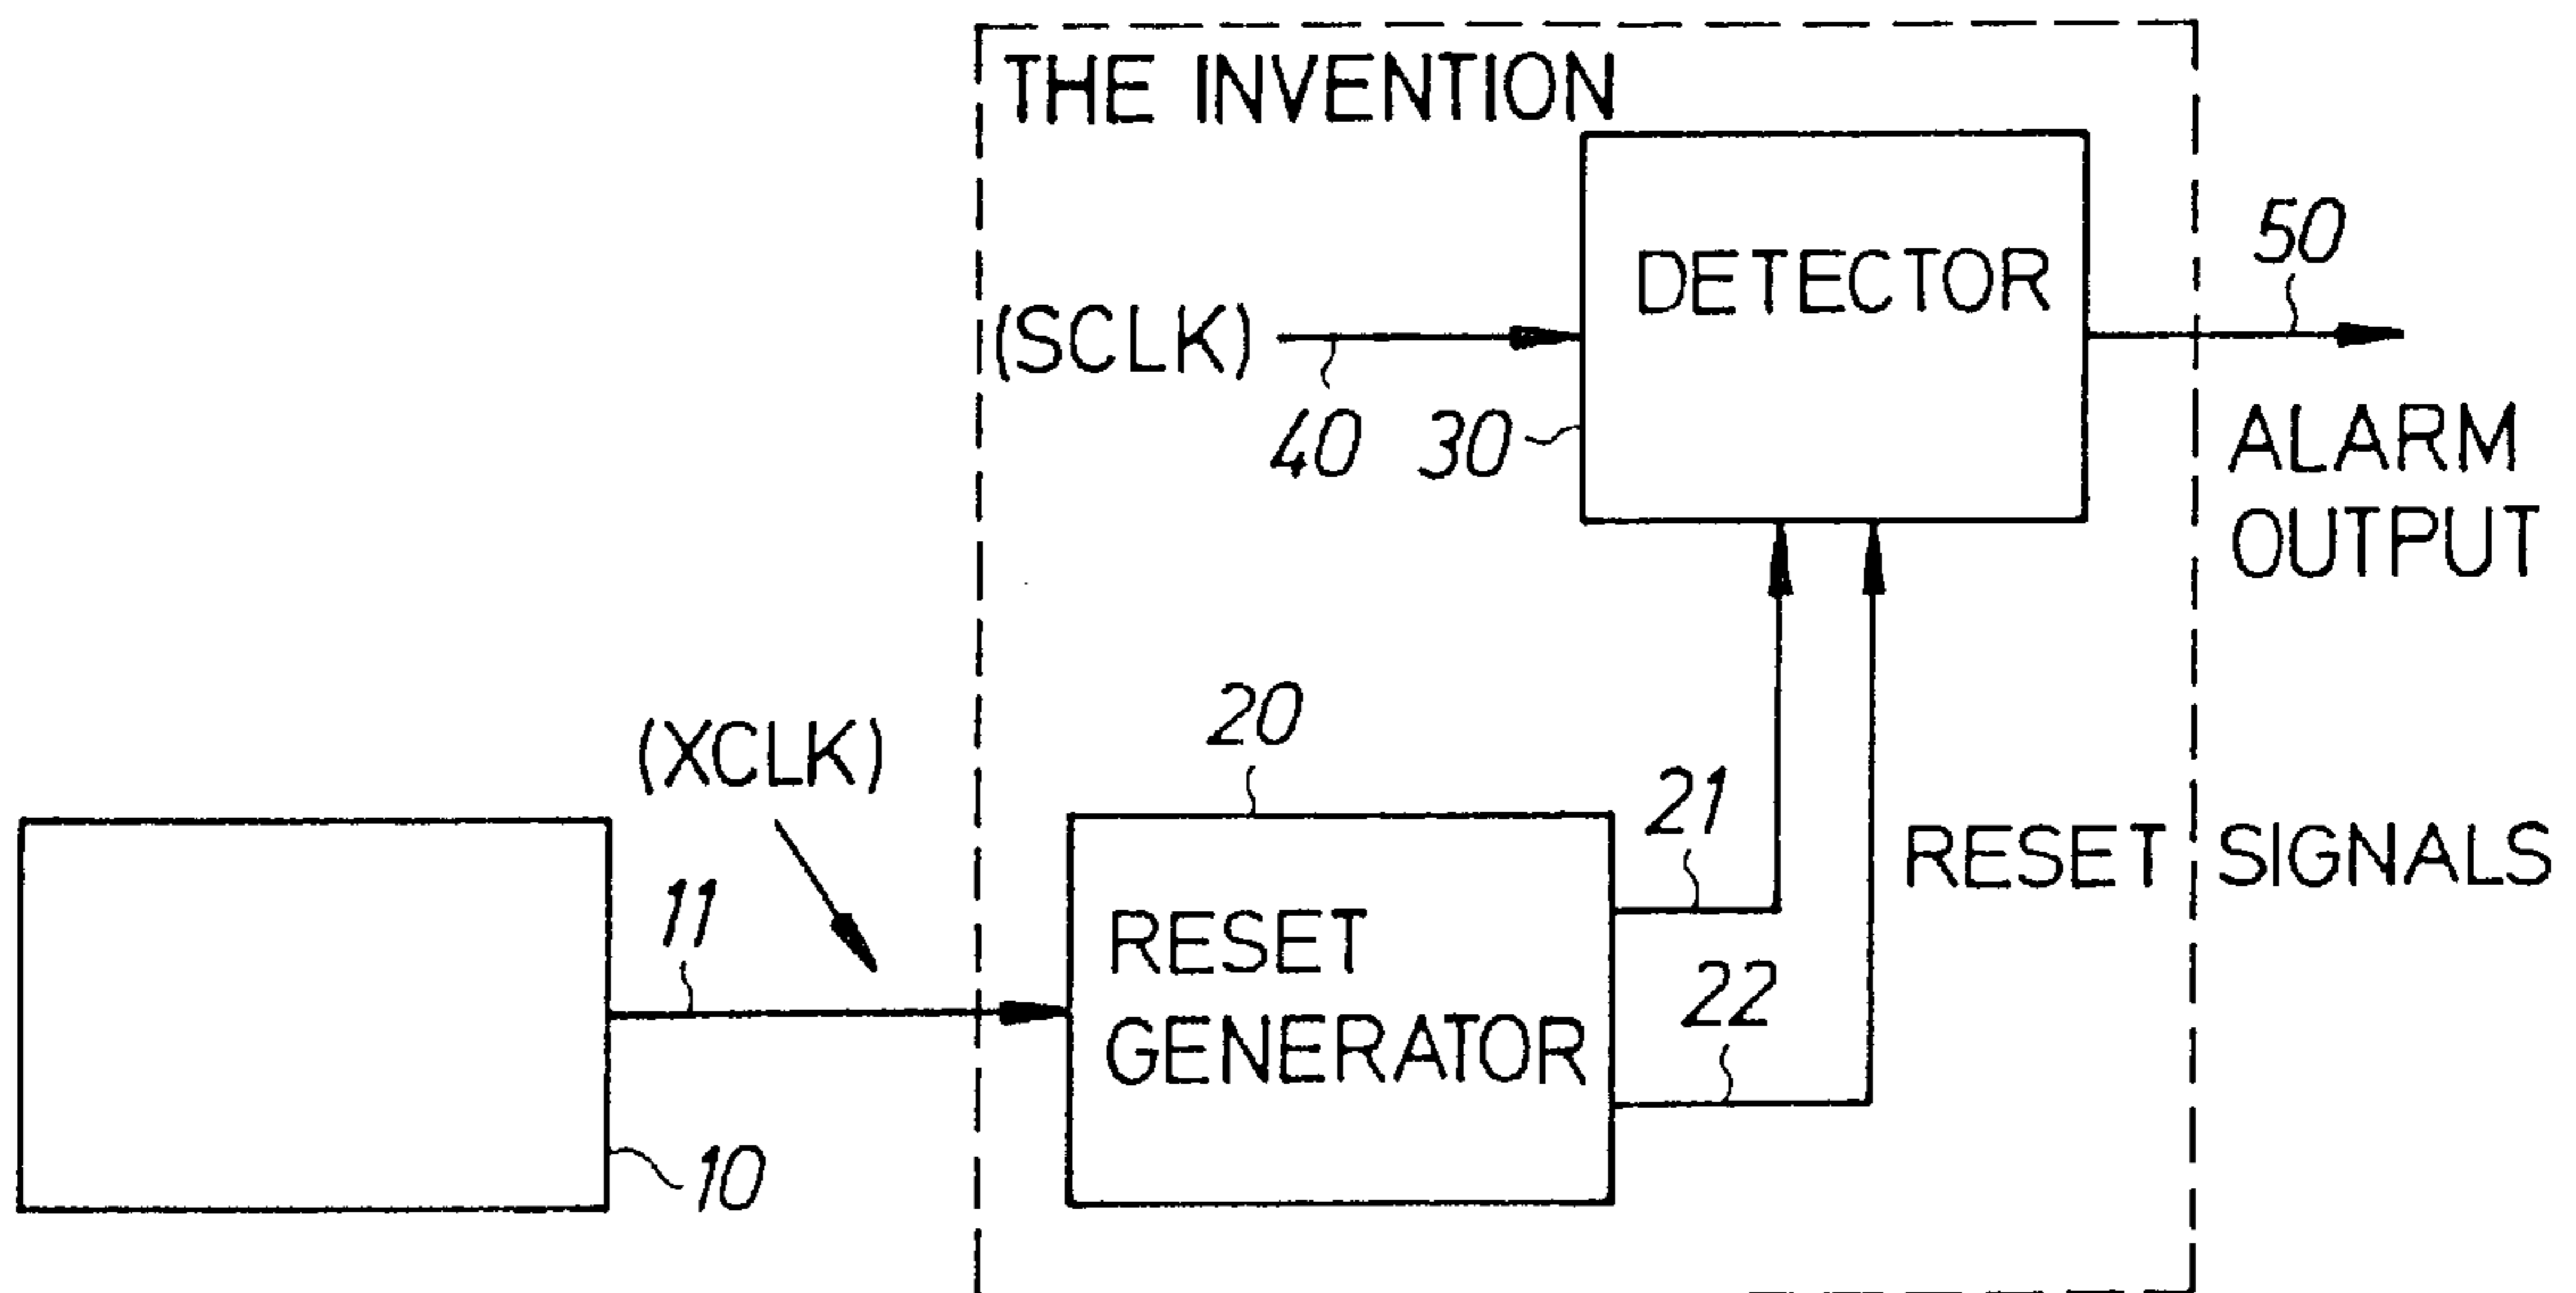 THE INVENTION
DETECTOR
50
(SCLK)
40
30
ALARM
OUTPUT
20
(XCLK)
21
RESET SIGNALS
11
RESET
GENERATOR
22
10